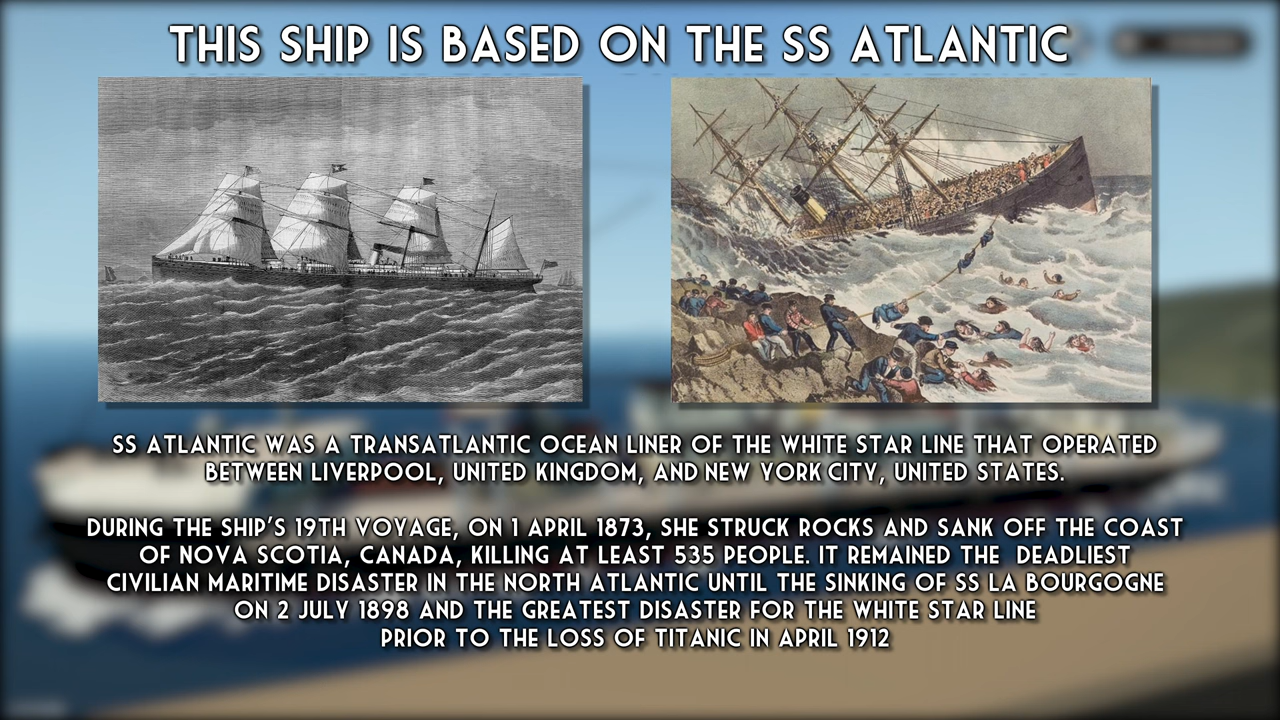 THIS SHIP IS BASED ON THE SS ATLANTIC
SS ATLANTIC WAS A TRANSATLANTIC OCEAN LINER OF THE WHITE STAR LINE THAT OPERATED
BETWEEN LIVERPOOL, UNITED KINGDOM, AND NEW YORK CITY, UNITED STATES.
DURING THE SHIP'S 19TH VOYAGE, ON 1 APRIL 1873, SHE STRUCK ROCKS AND SANK OFF THE COAST
OF NOVA SCOTIA, CANADA, KILLING AT LEAST 535 PEOPLE. IT REMAINED THE DEADLIEST
CIVILIAN MARITIME DISASTER IN THE NORTH ATLANTIC UNTIL THE SINKING OF SS LA BOURGOGNE
ON 2 JULY 1898 AND THE GREATEST DISASTER FOR THE WHITE STAR LINE
PRIOR TO THE LOSS OF TITANIC IN APRIL 1912